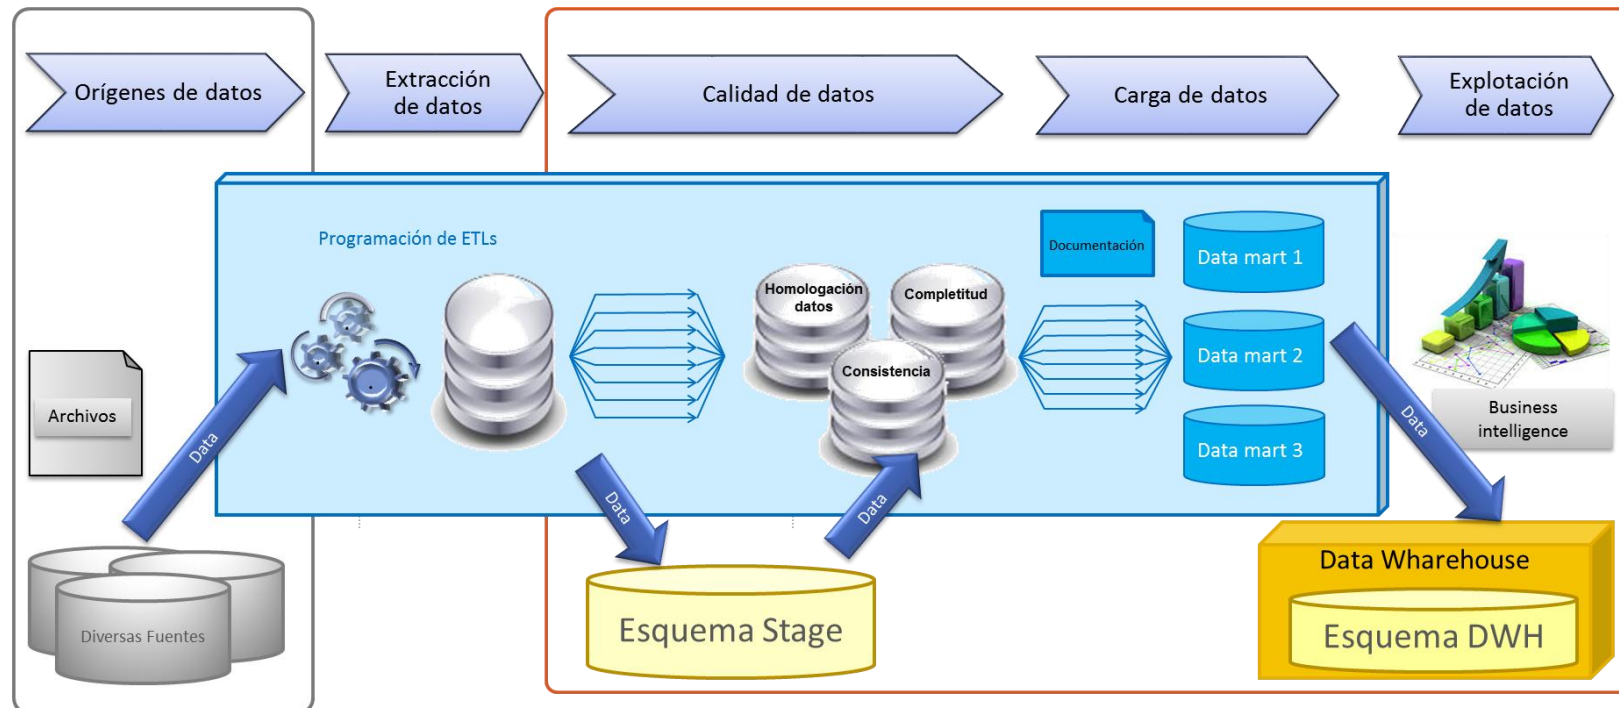 Orígenes de datos
Extracción
de datos
Calidad de datos
Carga de datos
Explotación
de datos
Programación de ETLs
Documentación
Data mart 1
Homologación
datos
Completitud
Data mart 2
Consistencia
Archivos
Data
Data mart 3
Data
Data
Data
Business
intelligence
Diversas Fuentes
Esquema Stage
Data Wharehouse
Esquema DWH